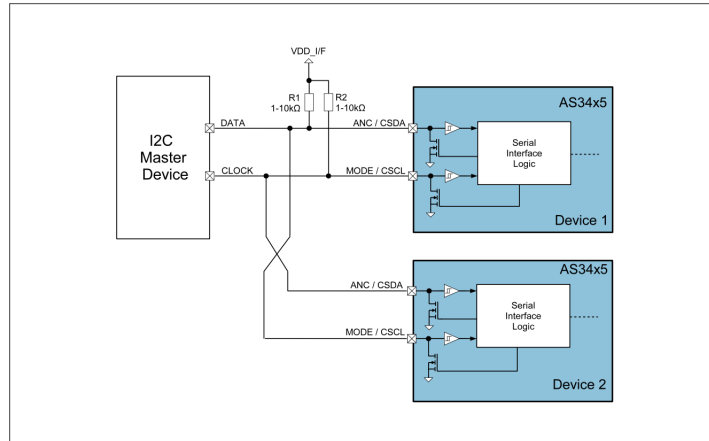 VDD_I/F
R1
1-10kΩ
R2
1-10kΩ
I2C
Master
Device
DATA
CLOCK
ANC / CSDA
MODE / CSCL
AS34x5
Serial
Interface
Logic
Device 1
ANC / CSDA
MODE / CSCL
AS34x5
Serial
Interface
Logic
Device 2